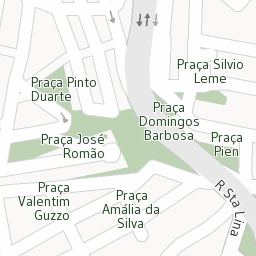 Praça Silvio
Leme
Praça Pinto
Duarte
Praça
Domingos
Barbosa
Praça José
Romão
Praça
Pien
Praça
Valentim
Guzzo
Praça
Amália da
Silva
R Sta Lina